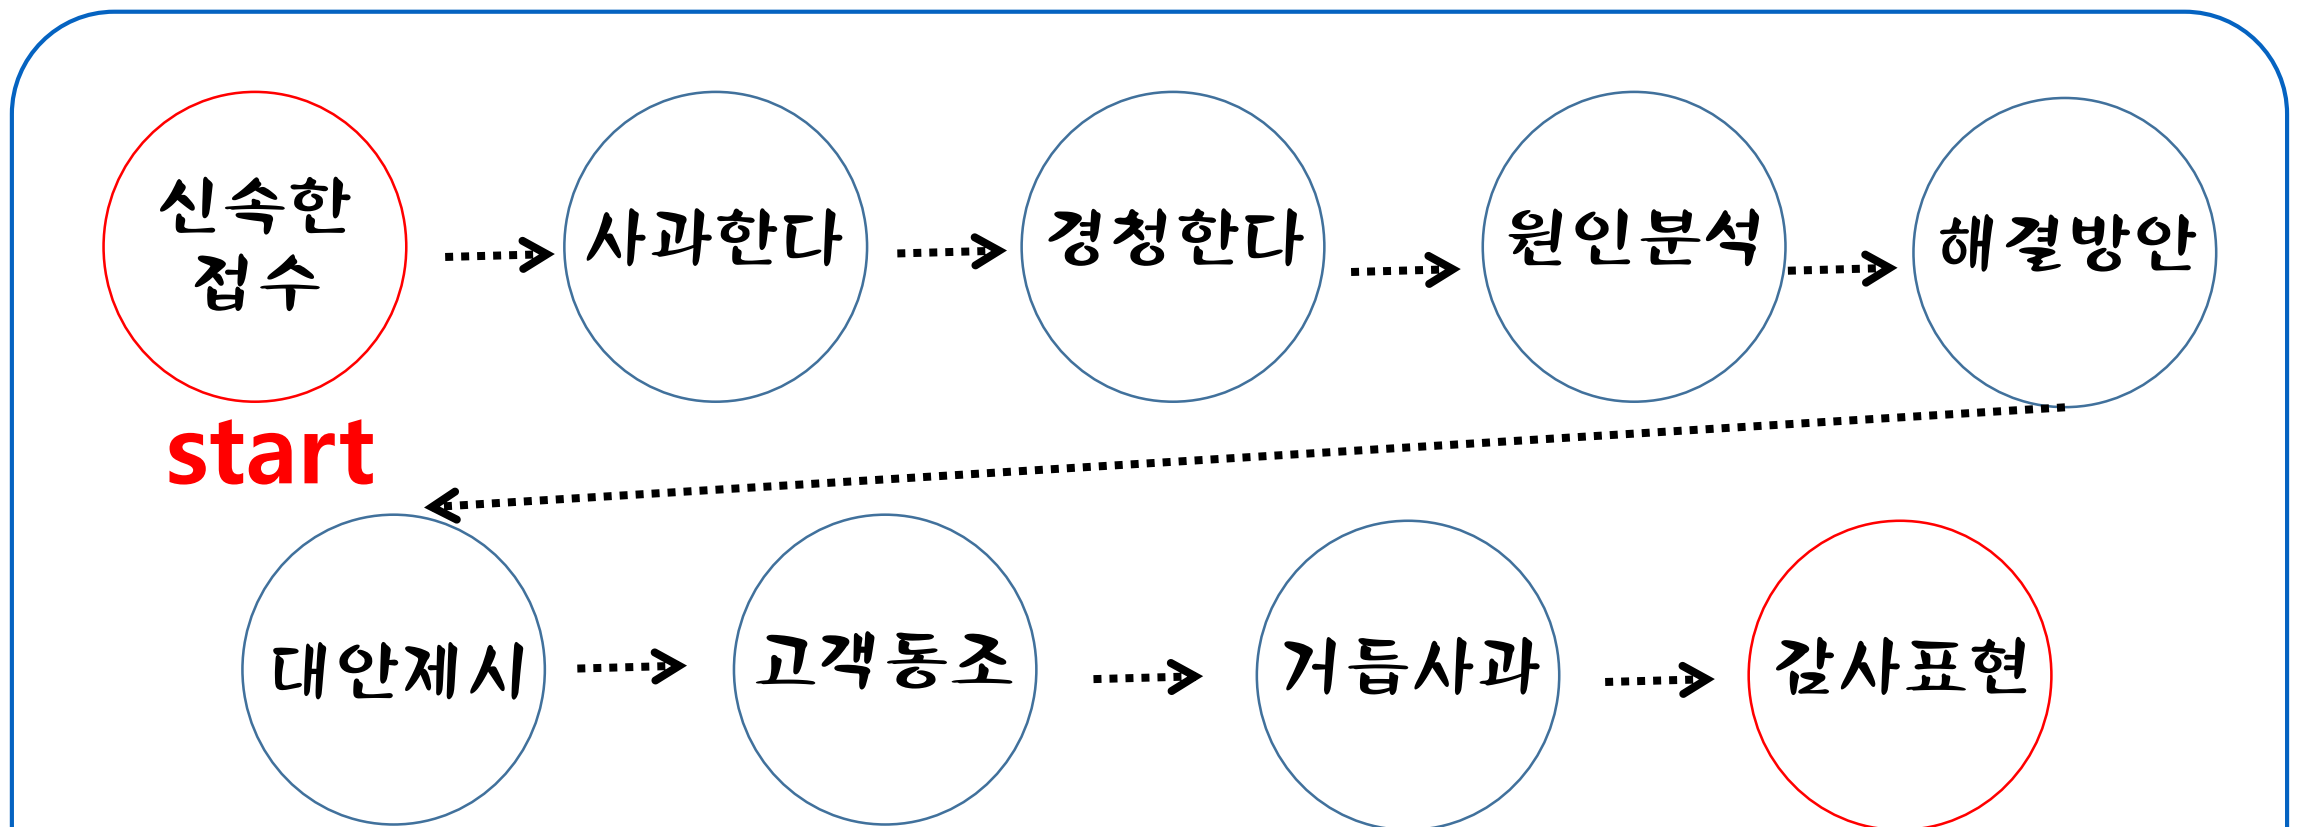 신속한
접수
사과한다
경청한다
원인분석
해결방안
start
대안제시
고객동조
거듭사과
갈사표현